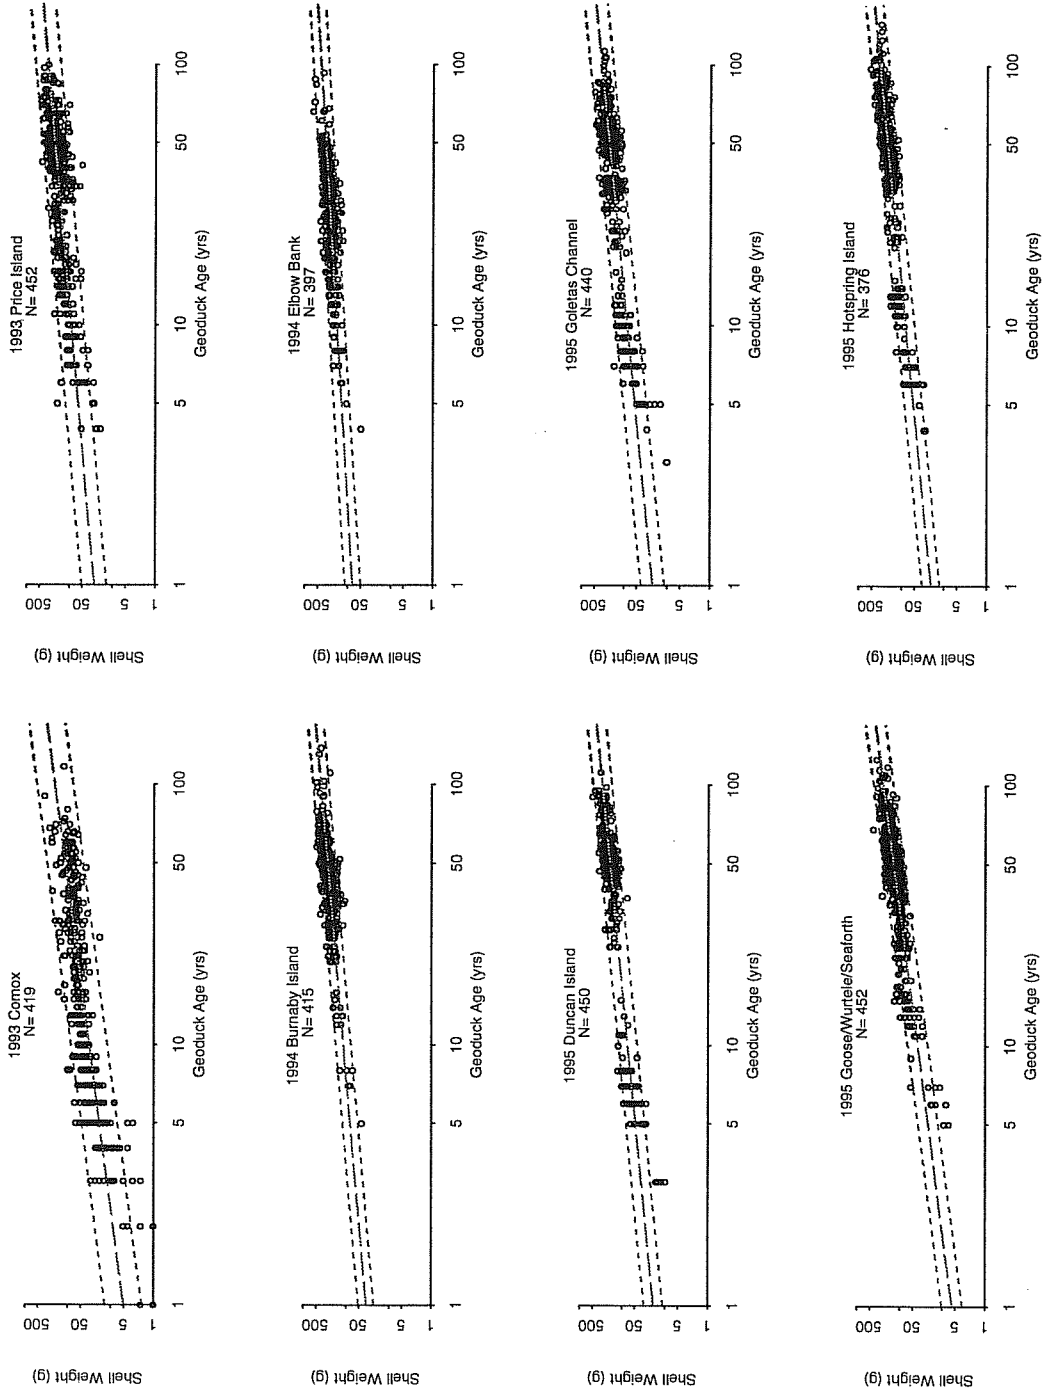 1993 Comox
N= 419
Shell Weight (g)
500
50
5
1
1
5
10
50
100
Geoduck Age (yrs)
1993 Price Island
N= 452
Shell Weight (g)
500
50
5
1
1
5
10
50
100
Geoduck Age (yrs)
1994 Burnaby Island
N= 415
Shell Weight (g)
500
50
5
1
1
5
10
50
100
Geoduck Age (yrs)
1994 Elbow Bank
N= 397
Shell Weight (g)
500
50
5
1
1
5
10
50
100
Geoduck Age (yrs)
1995 Duncan Island
N= 450
Shell Weight (g)
500
50
5
1
1
5
10
50
100
Geoduck Age (yrs)
1995 Goletas Channel
N= 440
Shell Weight (g)
500
50
5
1
1
5
10
50
100
Geoduck Age (yrs)
1995 Goose/Wurtele/Seaforth
N= 452
Shell Weight (g)
500
50
5
1
1
5
10
50
100
Geoduck Age (yrs)
1995 Hotspring Island
N= 376
Shell Weight (g)
500
50
5
1
1
5
10
50
100
Geoduck Age (yrs)